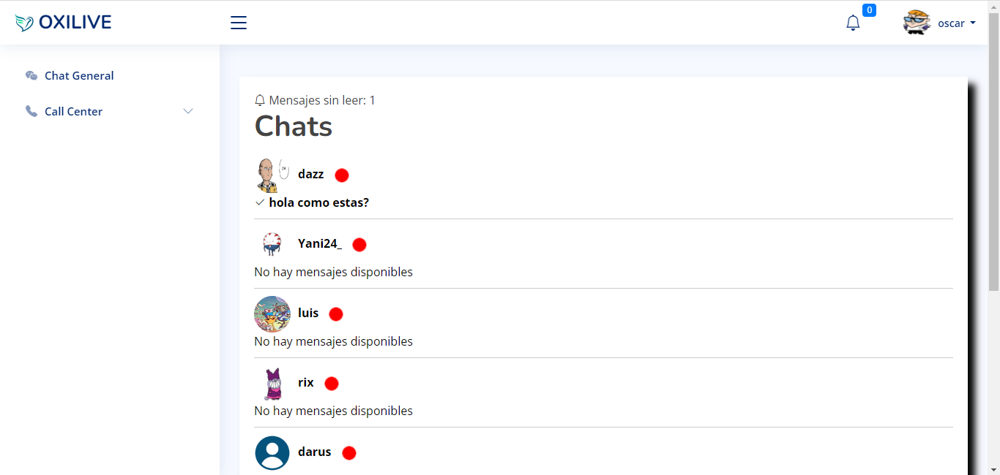 OXILIVE
0
oscar
Chat General
Call Center
Mensajes sin leer: 1
Chats
OK
dazz
hola como estas?
Yani24_
No hay mensajes disponibles
luis
No hay mensajes disponibles
rix
No hay mensajes disponibles
darus